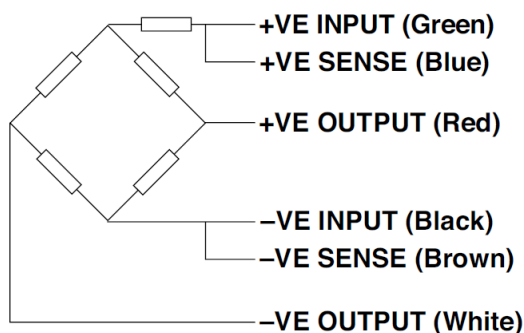 +VE INPUT (Green)
+VE SENSE (Blue)
+VE OUTPUT (Red)
–VE INPUT (Black)
–VE SENSE (Brown)
–VE OUTPUT (White)